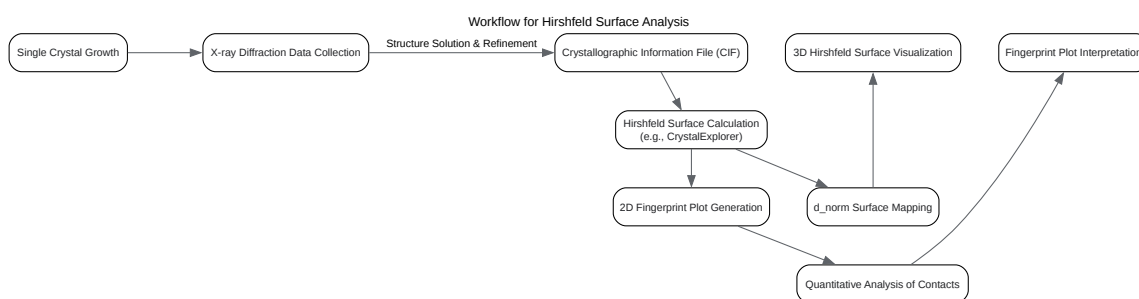 Workflow for Hirshfeld Surface Analysis
Single Crystal Growth
X-ray Diffraction Data Collection
Structure Solution & Refinement
Crystallographic Information File (CIF)
3D Hirshfeld Surface Visualization
Fingerprint Plot Interpretation
Hirshfeld Surface Calculation
(e.g., CrystalExplorer)
2D Fingerprint Plot Generation
d_norm Surface Mapping
Quantitative Analysis of Contacts